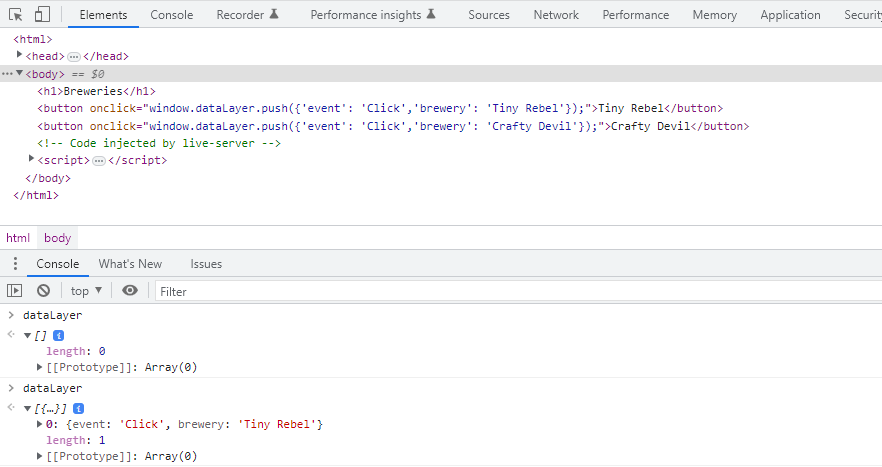 Elements Console Recorder Performance insights Sources Network Performance Memory Application Security
<html>
<head> ... </head>
... <body> == $0
<h1>Breweries</h1>
<button onclick="window.dataLayer.push({'event': 'Click','brewery': 'Tiny Rebel'});">Tiny Rebel</button>
<button onclick="window.dataLayer.push({'event': 'Click','brewery': 'Crafty Devil'});">Crafty Devil</button>
<!-- Code injected by live-server -->
<script> ... </script>
</body>
</html>
html body
Console What's New Issues
top Filter
dataLayer
[] i
length: 0
[[Prototype]]: Array(0)
dataLayer
[{…}] i
0: {event: 'Click', brewery: 'Tiny Rebel'}
length: 1
[[Prototype]]: Array(0)